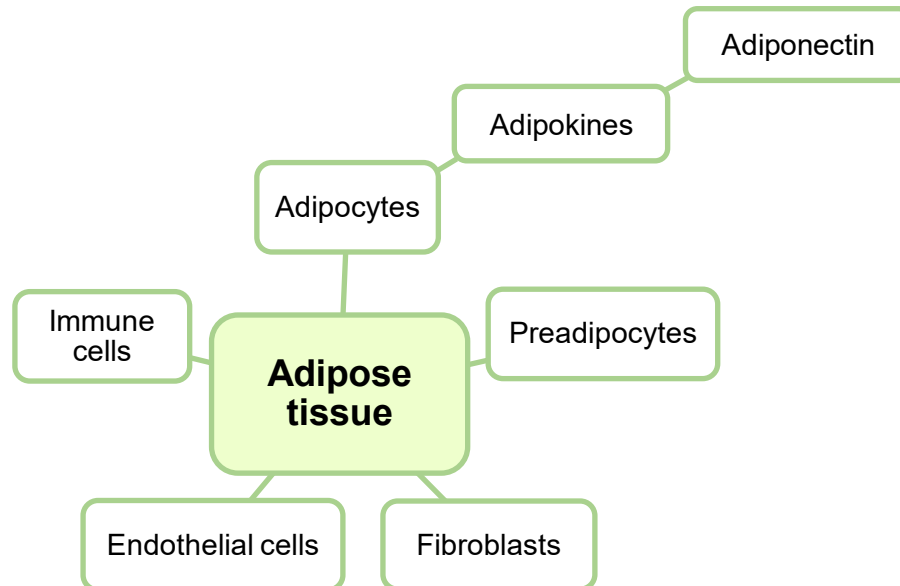 Adiponectin
Adipokines
Adipocytes
Immune
cells
Preadipocytes
Adipose
tissue
Endothelial cells
Fibroblasts